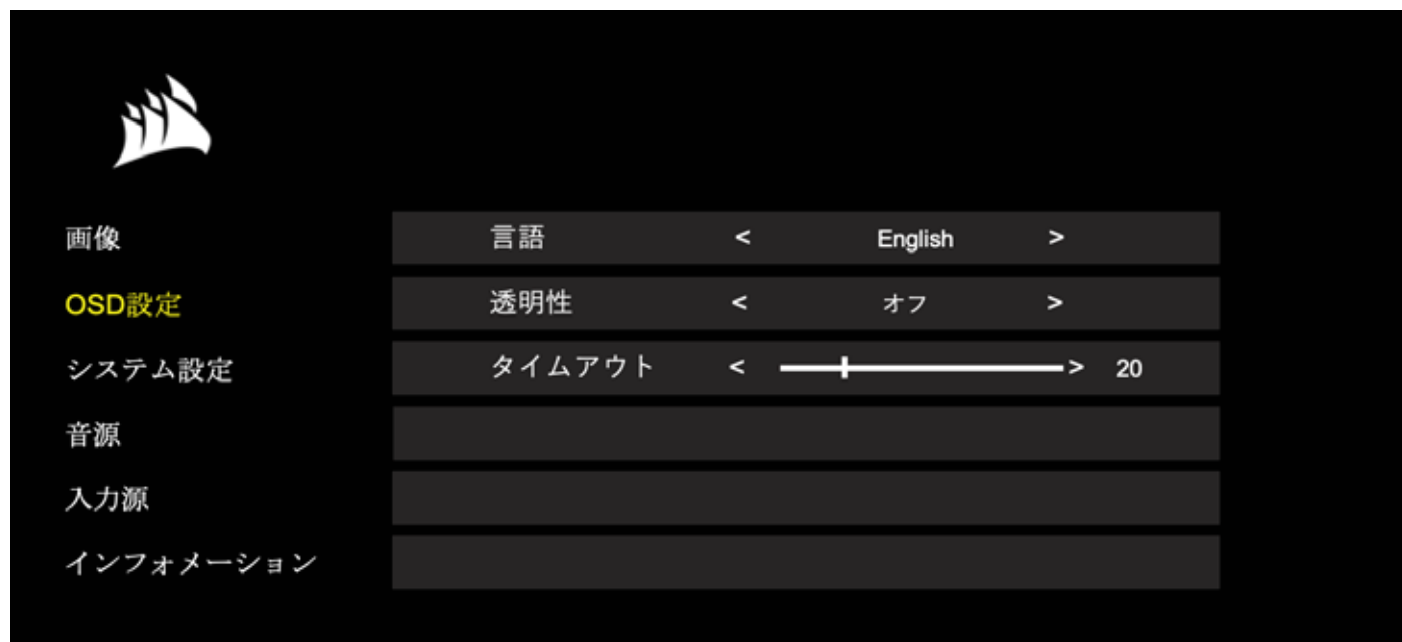 画像 言語 < English >
OSD設定 透明性 < オフ >
システム設定 タイムアウト < > 20
音源
入力源
インフォメーション